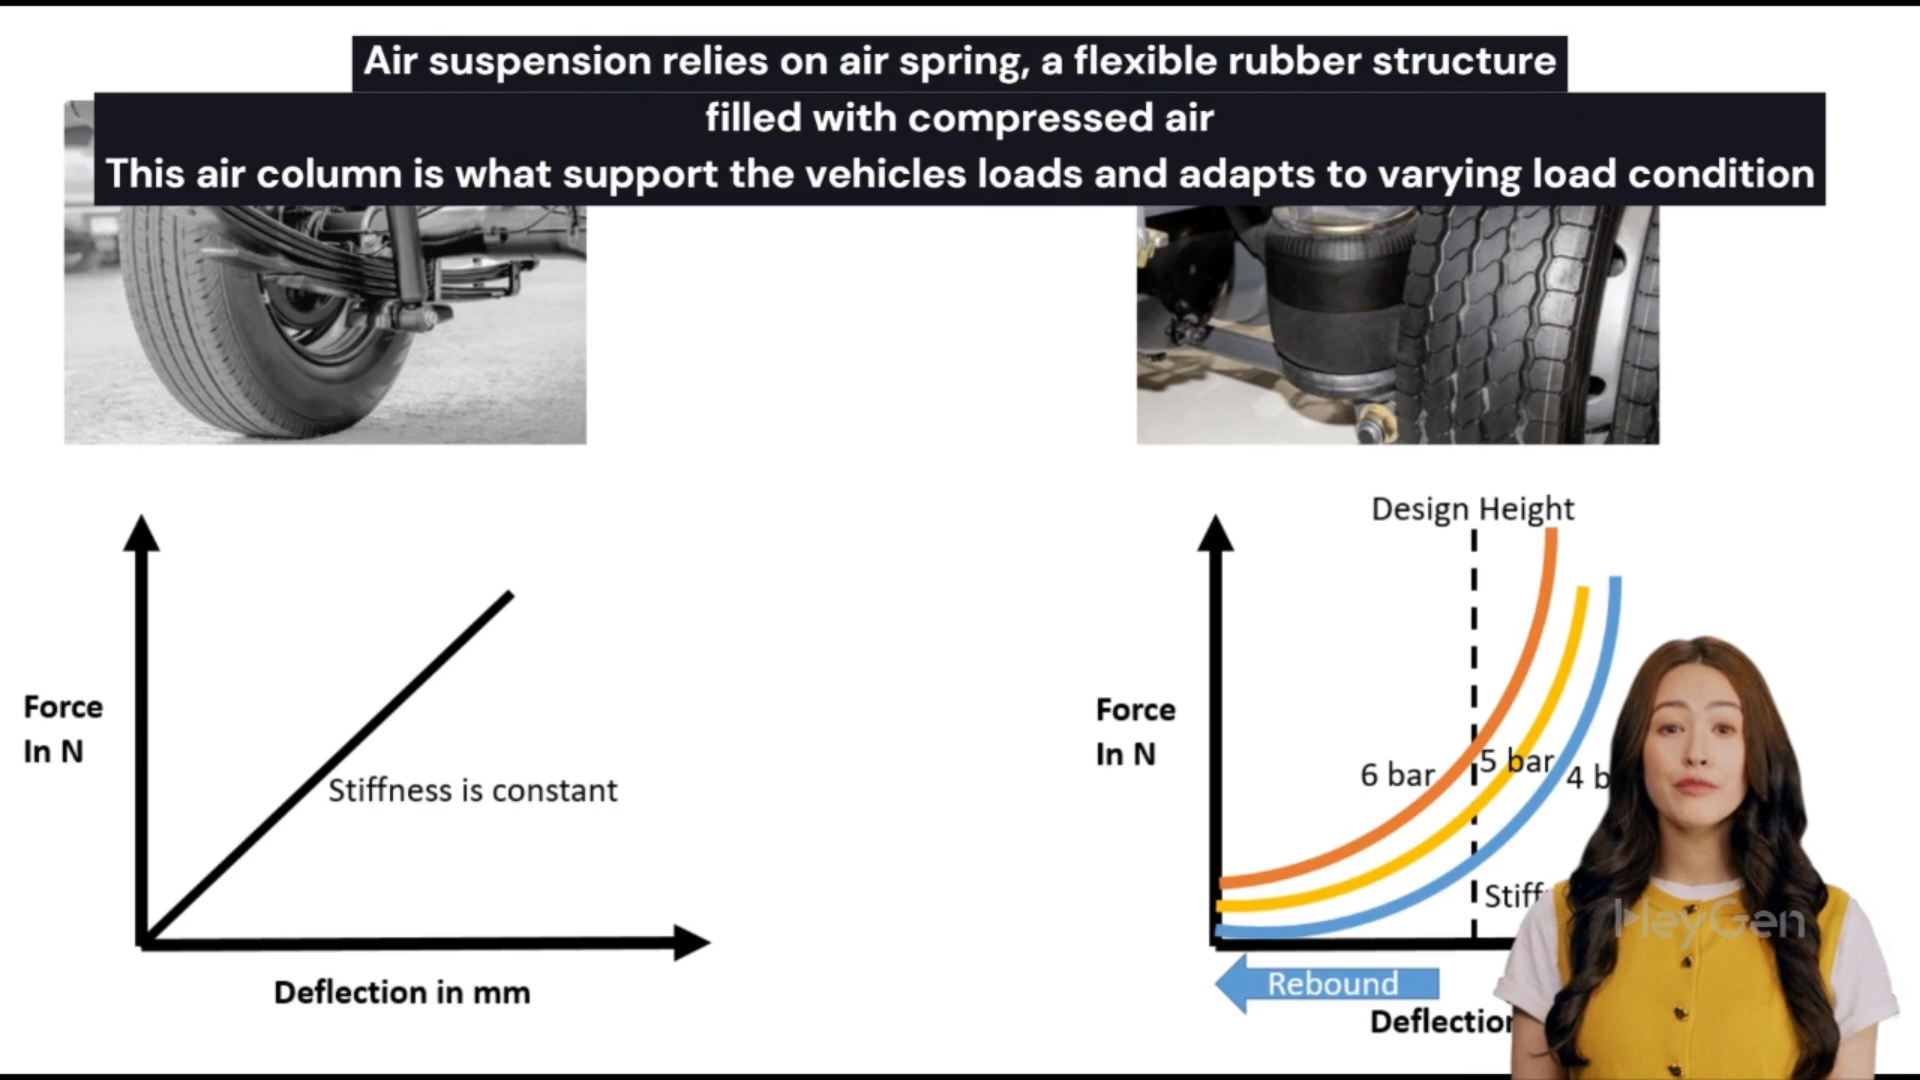 Air suspension relies on air spring, a flexible rubber structure
filled with compressed air
This air column is what support the vehicles loads and adapts to varying load condition
Force
In N
Stiffness is constant
Deflection in mm
Design Height
Force
In N
6 bar
5 bar
4
Rebound
HeyGen